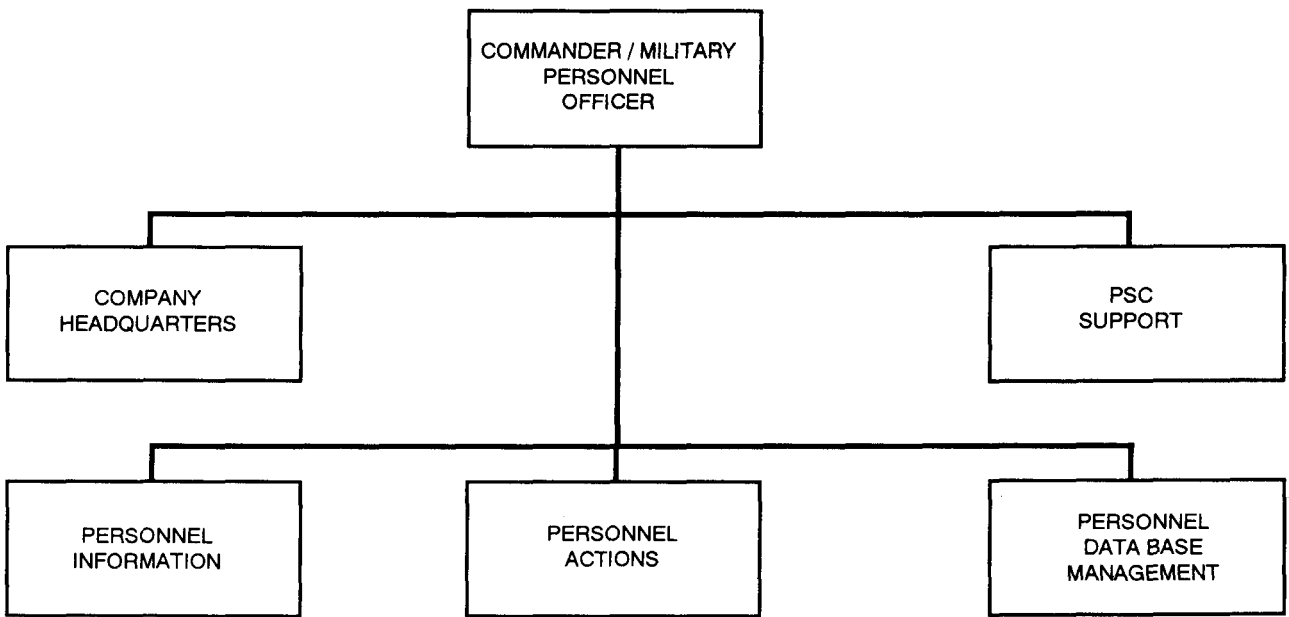 COMMANDER / MILITARY
PERSONNEL
OFFICER
COMPANY
HEADQUARTERS
PSC
SUPPORT
PERSONNEL
INFORMATION
PERSONNEL
ACTIONS
PERSONNEL
DATA BASE
MANAGEMENT